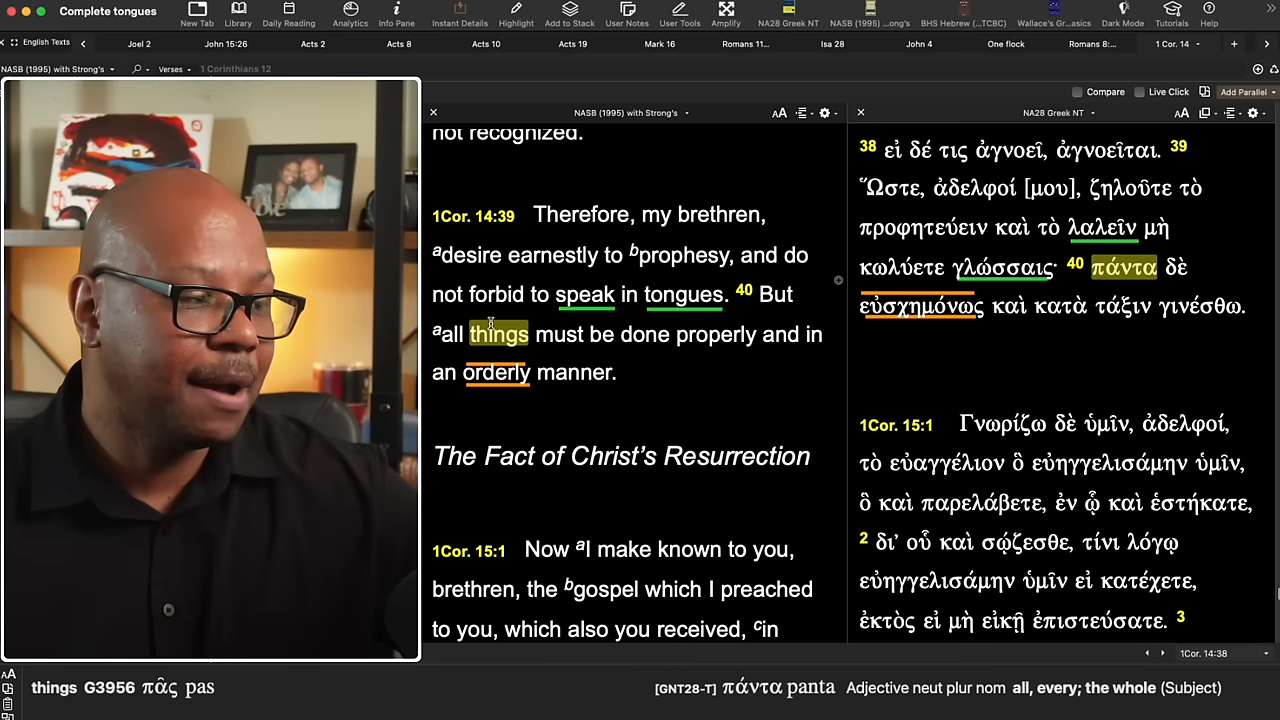 Complete tongues
New Tab Library Daily Reading Analytics Info Pane Instant Details Highlight Add to Stack User Notes User Tools Amplify NA28 Greek NT NASB (1995) ...ong's BHS Hebrew (...TCBC) Wallace's Gr...asics Dark Mode Tutorials Help
English Texts Joel 2 John 15:26 Acts 2 Acts 8 Acts 10 Acts 19 Mark 16 Romans 11... Isa 28 John 4 One flock Romans 8:... 1 Cor. 14
NASB (1995) with Strong's Verses 1 Corinthians 12
Compare Live Click Add Parallel
NASB (1995) with Strong's
not recognized.
1Cor. 14:39 Therefore, my brethren,
adesire earnestly to bprophesy, and do
not forbid to speak in tongues. 40 But
aall things must be done properly and in
an orderly manner.
The Fact of Christ's Resurrection
1Cor. 15:1 Now aI make known to you,
brethren, the bgospel which I preached
to you, which also you received, cin
NA28 Greek NT
38 εἰ δέ τις ἀγνοεῖ, ἀγνοεῖται. 39
Ὥστε, ἀδελφοί [μου], ζηλοῦτε τὸ
προφητεύειν καὶ τὸ λαλεῖν μὴ
κωλύετε γλώσσαις· 40 πάντα δὲ
εὐσχημόνως καὶ κατὰ τάξιν γινέσθω.
1Cor. 15:1 Γνωρίζω δὲ ὑμῖν, ἀδελφοί,
τὸ εὐαγγέλιον ὃ εὐηγγελισάμην ὑμῖν,
ὃ καὶ παρελάβετε, ἐν ᾧ καὶ ἑστήκατε,
2 δι' οὗ καὶ σῴζεσθε, τίνι λόγῳ
εὐηγγελισάμην ὑμῖν εἰ κατέχετε,
ἐκτὸς εἰ μὴ εἰκῇ ἐπιστεύσατε. 3
1Cor. 14:38
Love
things G3956 πᾶς pas
[GNT28-T] πάντα panta Adjective neut plur nom all, every; the whole (Subject)